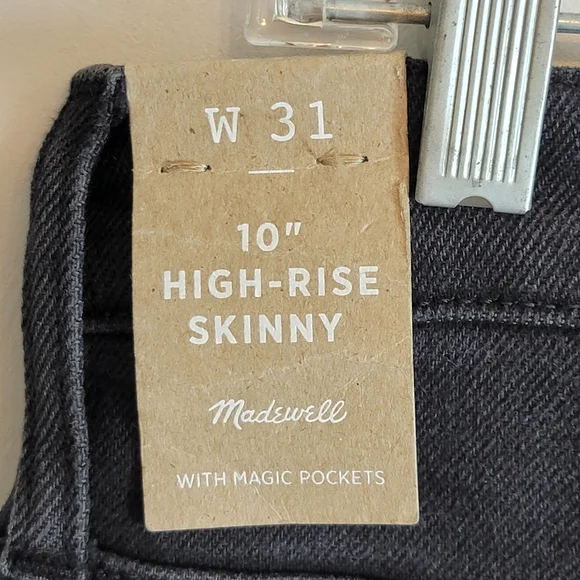 W 31
10"
HIGH-RISE
SKINNY
Madewell
WITH MAGIC POCKETS